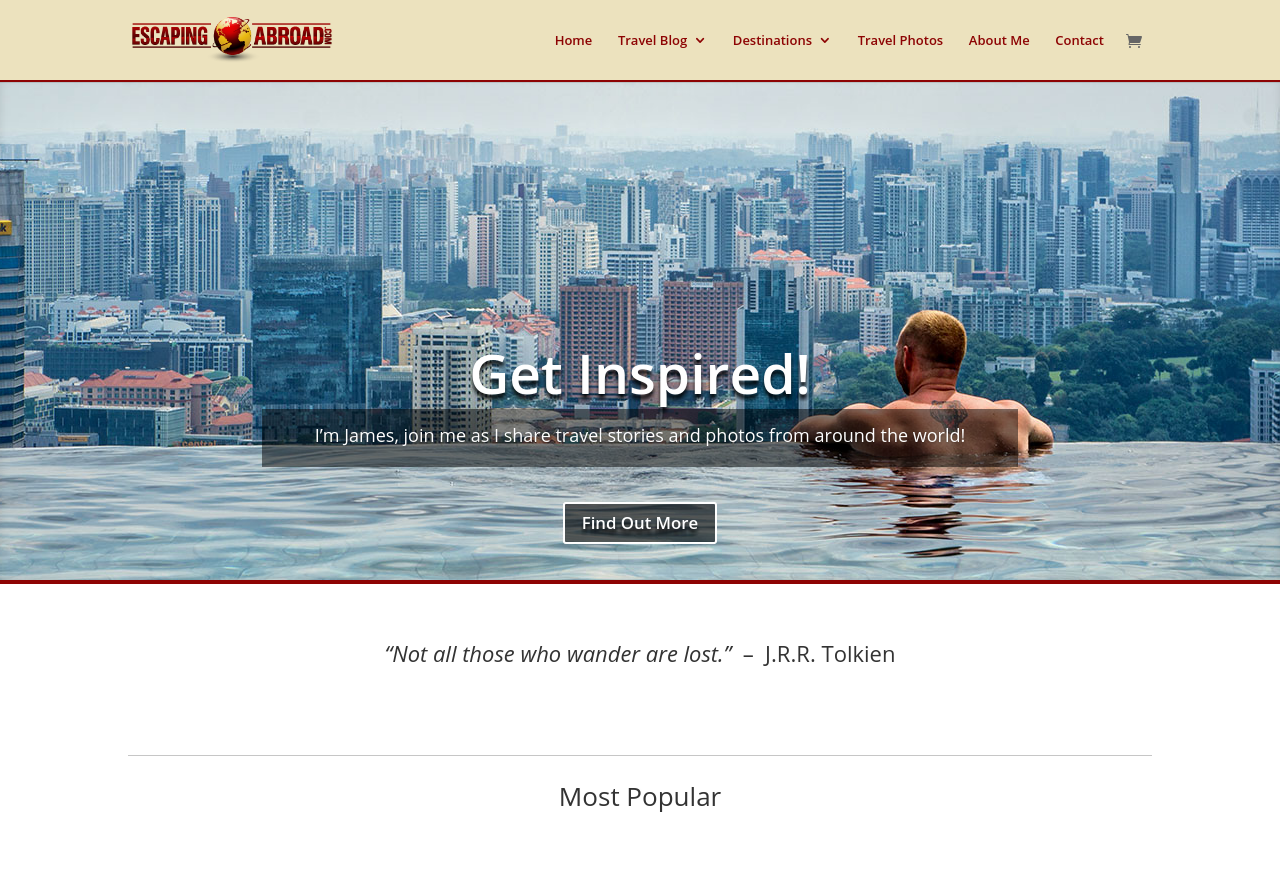 ESCAPING ABROAD .COM
Home Travel Blog Destinations Travel Photos About Me Contact
Get Inspired!
I’m James, join me as I share travel stories and photos from around the world!
Find Out More
“Not all those who wander are lost.” – J.R.R. Tolkien
Most Popular